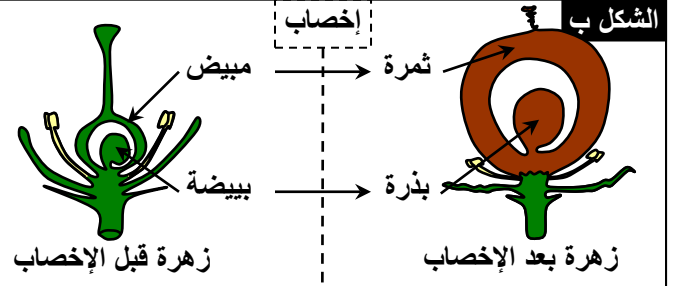 الشكل ب
إخصاب
ثمرة
مبيض
بذرة
بييضة
زهرة بعد الإخصاب
زهرة قبل الإخصاب